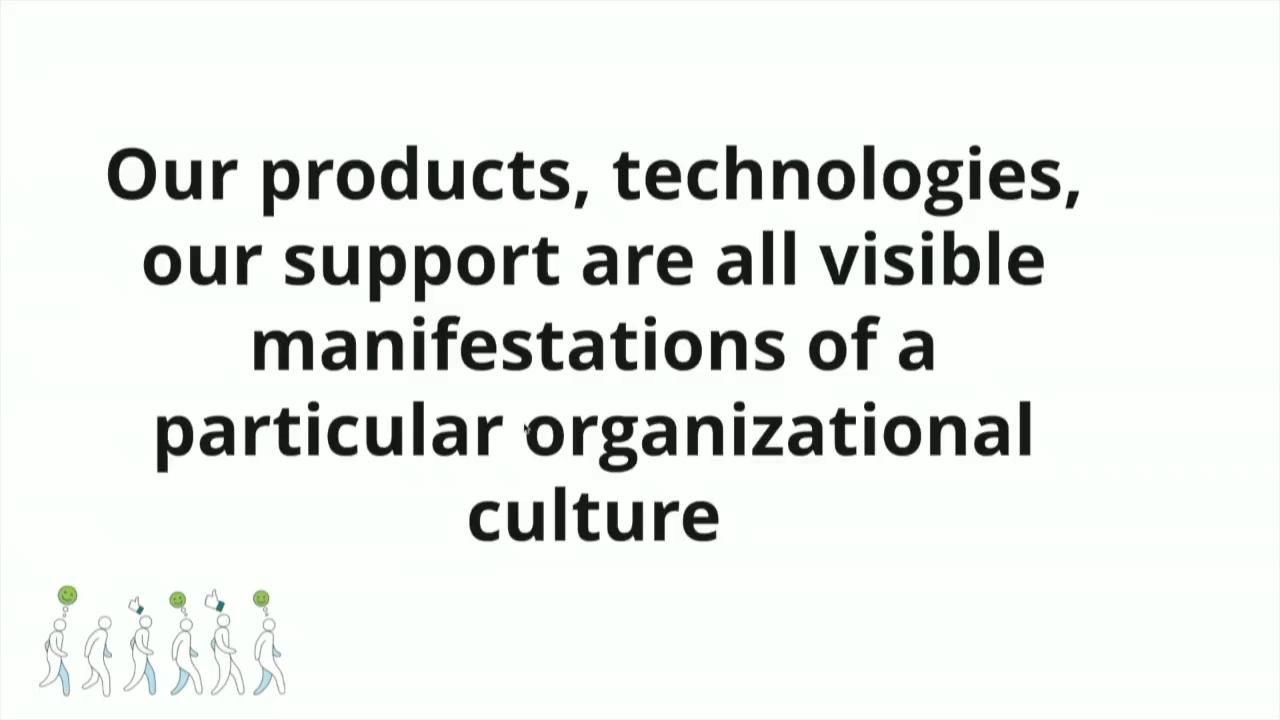 Our products, technologies,
our support are all visible
manifestations of a
particular organizational
culture